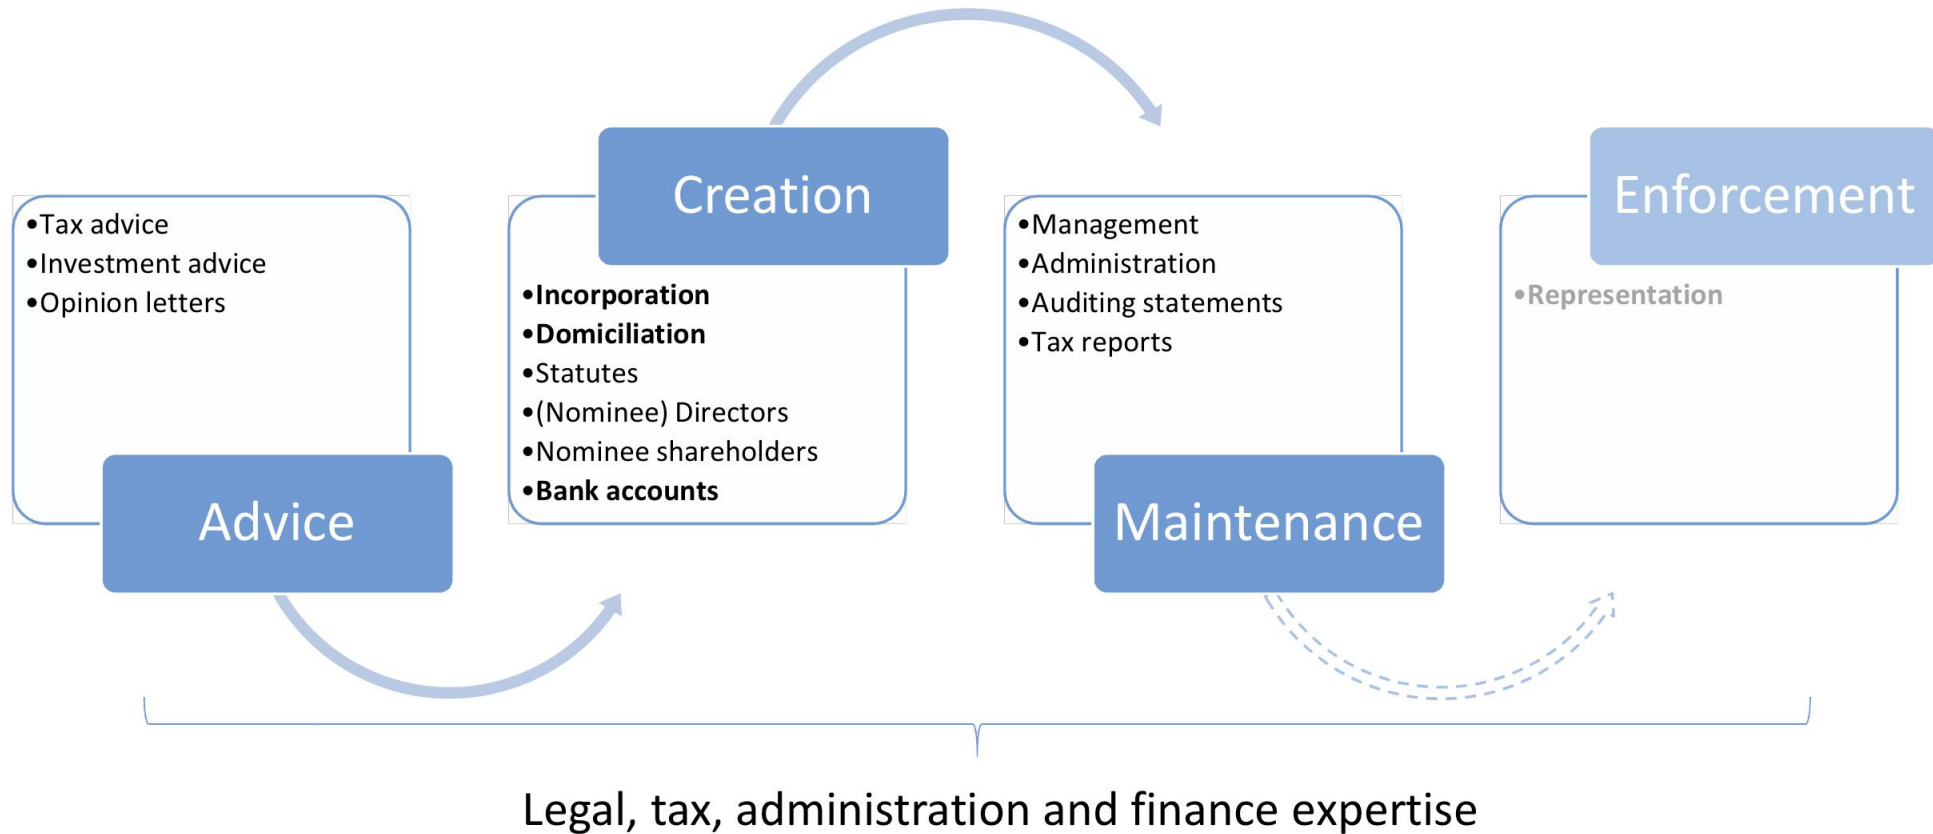 •Tax advice
•Investment advice
•Opinion letters
Advice
Creation
•Incorporation
•Domiciliation
•Statutes
•(Nominee) Directors
•Nominee shareholders
•Bank accounts
•Management
•Administration
•Auditing statements
•Tax reports
Maintenance
Enforcement
•Representation
Legal, tax, administration and finance expertise